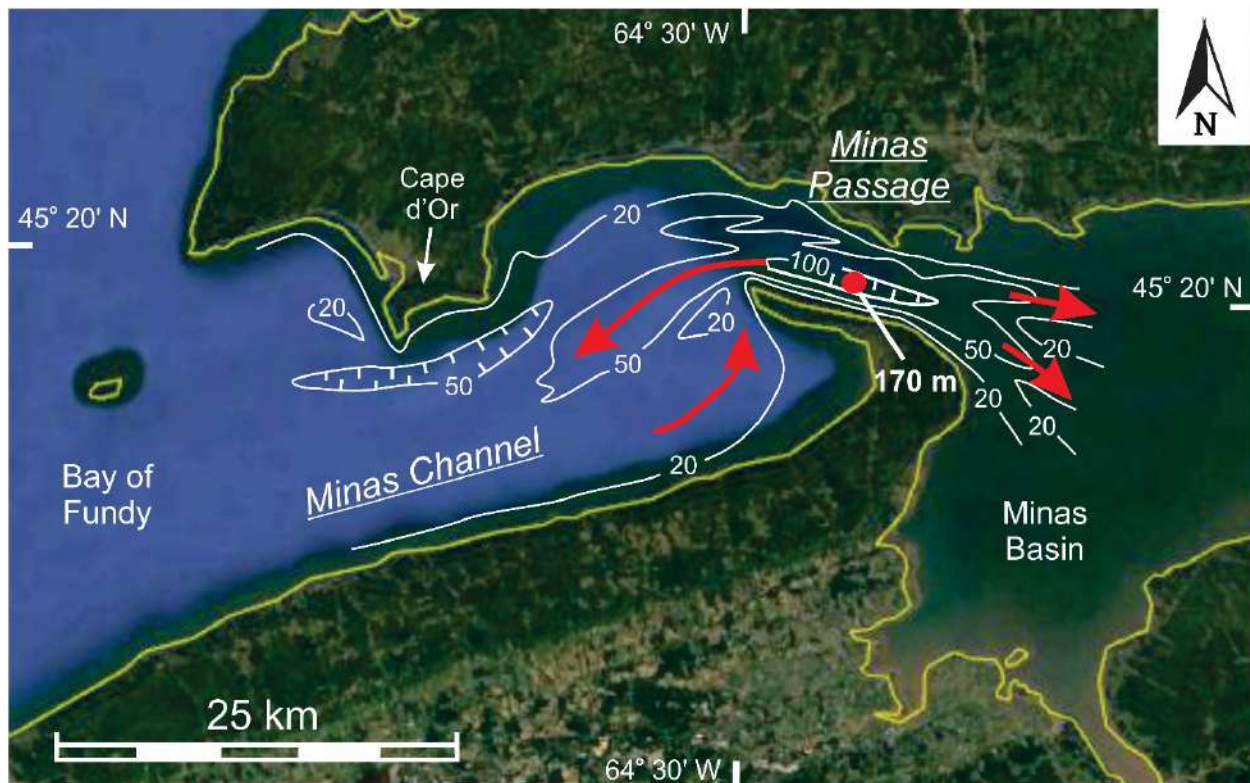 64° 30' W
N
Minas
Passage
Cape
d'Or
45° 20' N
20
100
45° 20' N
20
20
50
50
50
20
170 m
20
20
20
Minas Channel
Bay of
Fundy
Minas
Basin
25 km
64° 30' W